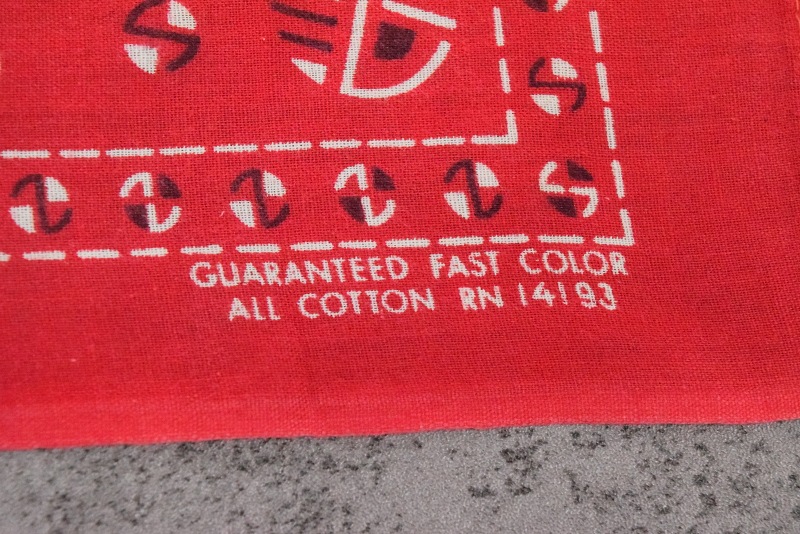 GUARANTEED FAST COLOR
ALL COTTON RN 14193